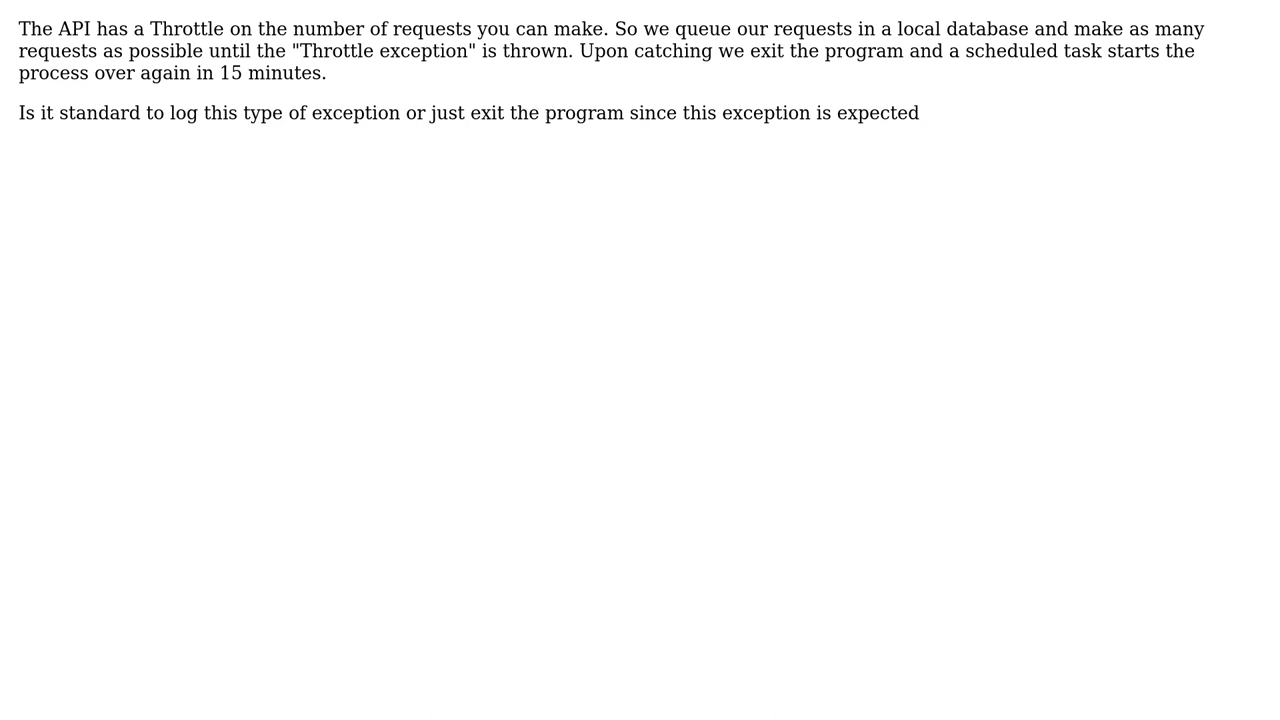 The API has a Throttle on the number of requests you can make. So we queue our requests in a local database and make as many
requests as possible until the "Throttle exception" is thrown. Upon catching we exit the program and a scheduled task starts the
process over again in 15 minutes.
Is it standard to log this type of exception or just exit the program since this exception is expected